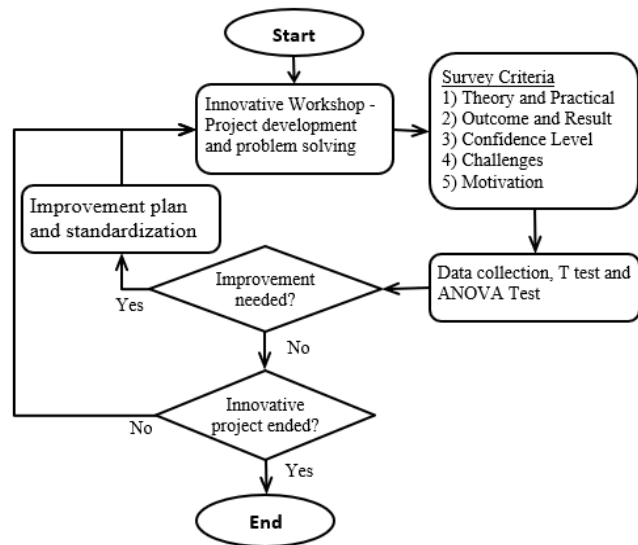 Start
Innovative Workshop -
Project development
and problem solving
Survey Criteria
1) Theory and Practical
2) Outcome and Result
3) Confidence Level
4) Challenges
5) Motivation
Improvement plan
and standardization
Data collection, T test and
ANOVA Test
Improvement
needed?
Yes
No
Innovative
project ended?
No
Yes
End